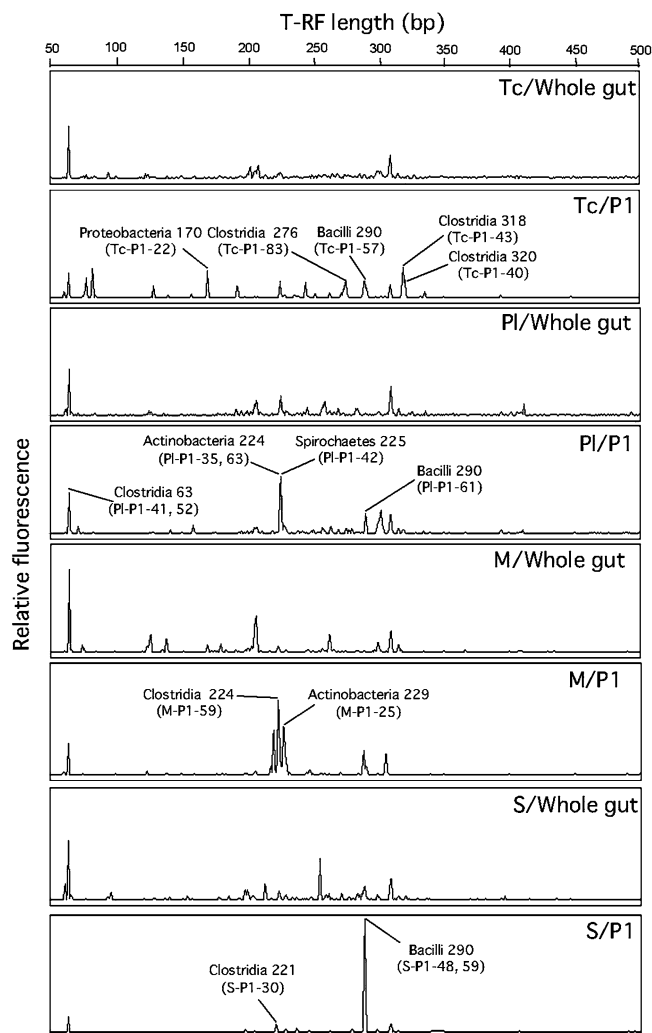 T-RF length (bp)
50 100 150 200 250 300 350 400 450 500
Relative fluorescence
Tc/Whole gut
Tc/P1
Proteobacteria 170
(Tc-P1-22)
Clostridia 276
(Tc-P1-83)
Bacilli 290
(Tc-P1-57)
Clostridia 318
(Tc-P1-43)
Clostridia 320
(Tc-P1-40)
Pl/Whole gut
Pl/P1
Actinobacteria 224
(Pl-P1-35, 63)
Spirochaetes 225
(Pl-P1-42)
Clostridia 63
(Pl-P1-41, 52)
Bacilli 290
(Pl-P1-61)
M/Whole gut
M/P1
Clostridia 224
(M-P1-59)
Actinobacteria 229
(M-P1-25)
S/Whole gut
S/P1
Bacilli 290
(S-P1-48, 59)
Clostridia 221
(S-P1-30)